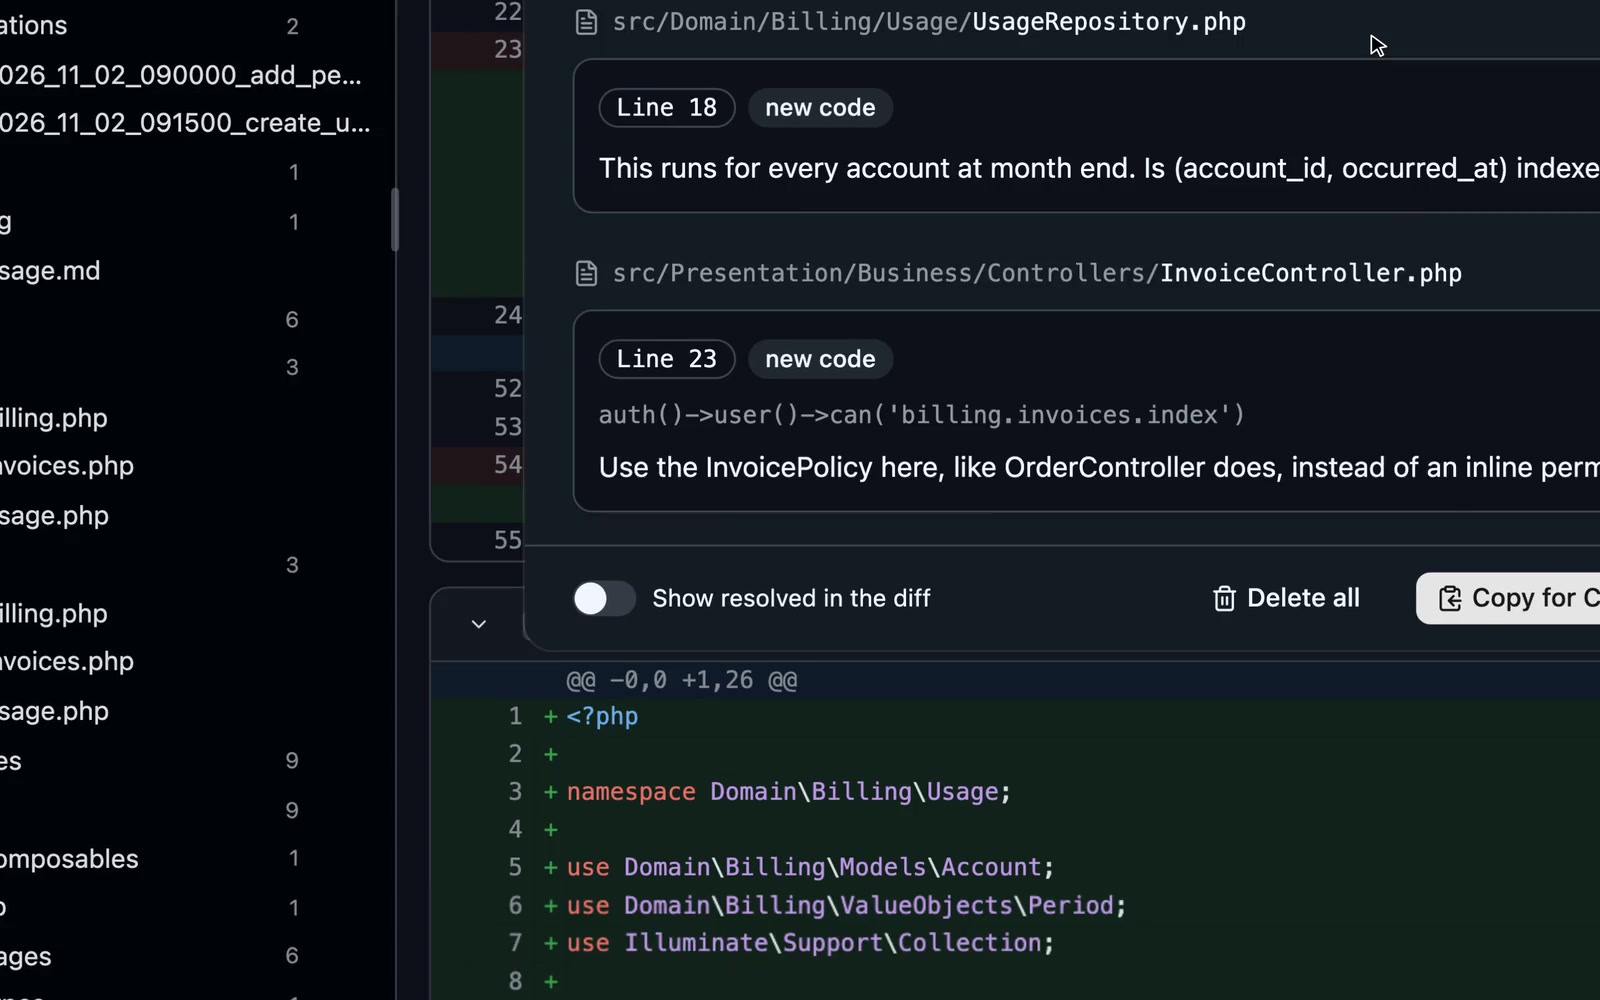 ations 2
026_11_02_090000_add_pe...
026_11_02_091500_create_u...
1
g 1
sage.md
6
3
illing.php
nvoices.php
sage.php
3
illing.php
nvoices.php
sage.php
es 9
9
omposables 1
1
ages 6
22
23
24
52
53
54
55
src/Domain/Billing/Usage/UsageRepository.php
Line 18 new code
This runs for every account at month end. Is (account_id, occurred_at) indexe
src/Presentation/Business/Controllers/InvoiceController.php
Line 23 new code
auth()->user()->can('billing.invoices.index')
Use the InvoicePolicy here, like OrderController does, instead of an inline perm
Show resolved in the diff
Delete all
Copy for C
@@ -0,0 +1,26 @@
1 + <?php
2 +
3 + namespace Domain\Billing\Usage;
4 +
5 + use Domain\Billing\Models\Account;
6 + use Domain\Billing\ValueObjects\Period;
7 + use Illuminate\Support\Collection;
8 +